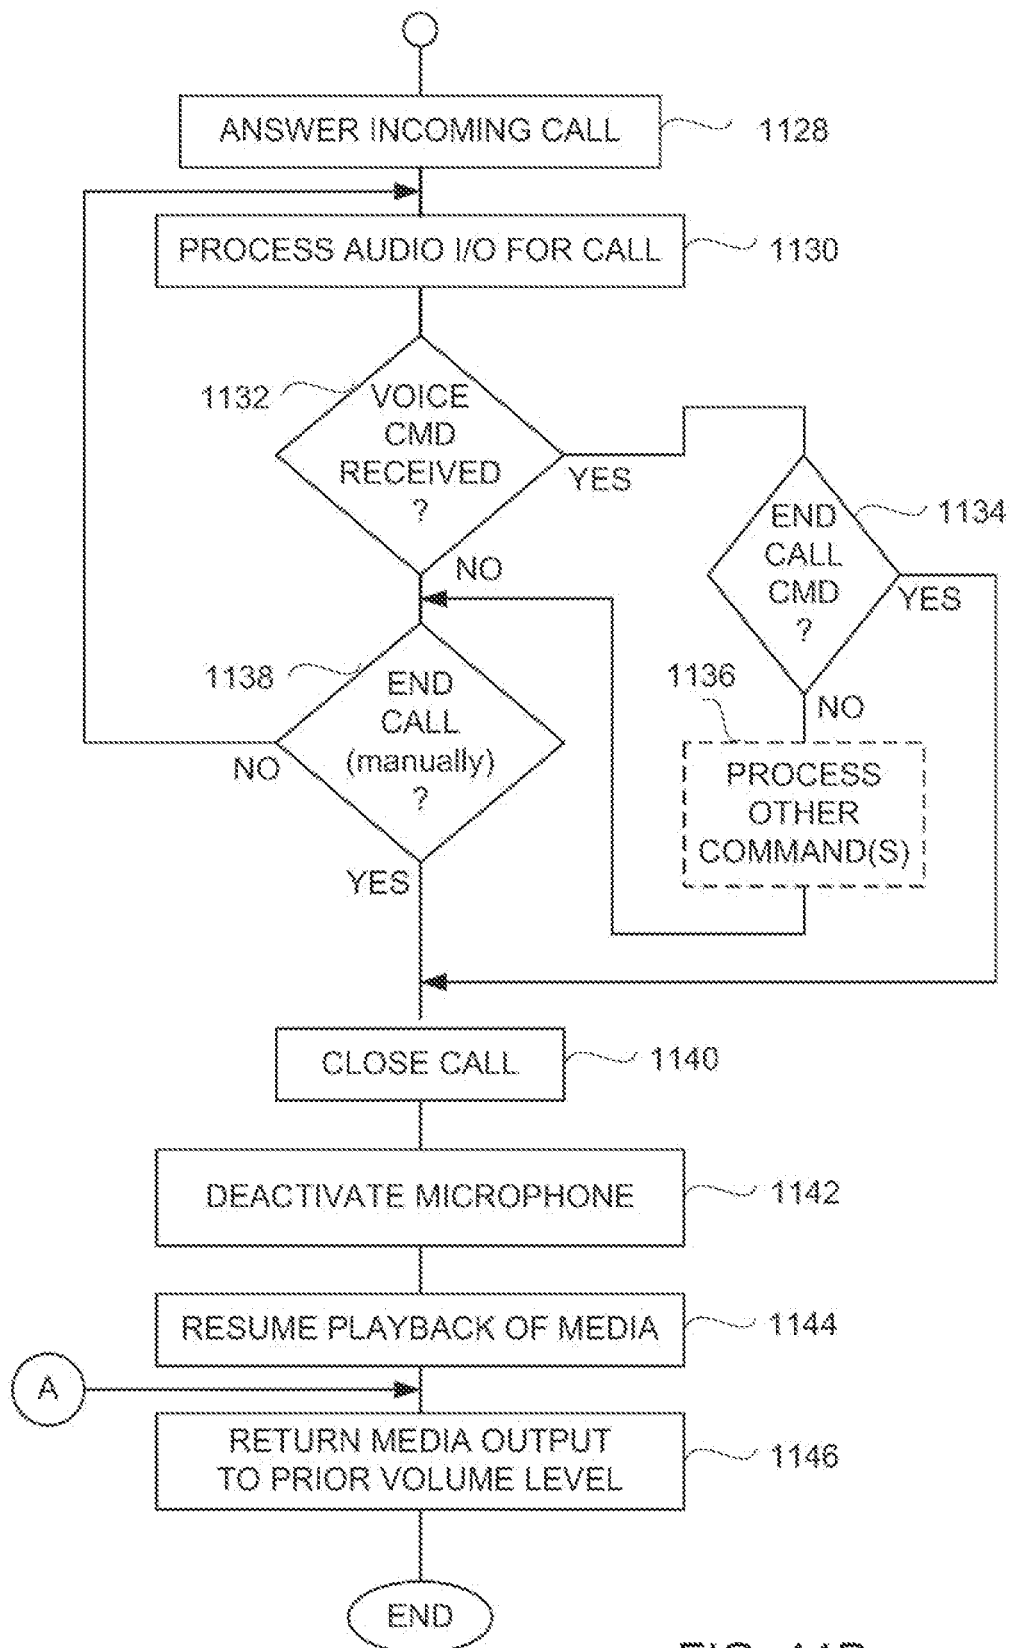 ANSWER INCOMING CALL
1128
PROCESS AUDIO I/O FOR CALL
1130
1132
VOICE
CMD
RECEIVED
?
YES
NO
END
CALL
CMD
?
1134
YES
NO
1136
PROCESS
OTHER
COMMAND(S)
1138
END
CALL
(manually)
?
NO
YES
CLOSE CALL
1140
DEACTIVATE MICROPHONE
1142
RESUME PLAYBACK OF MEDIA
1144
A
RETURN MEDIA OUTPUT
TO PRIOR VOLUME LEVEL
1146
END